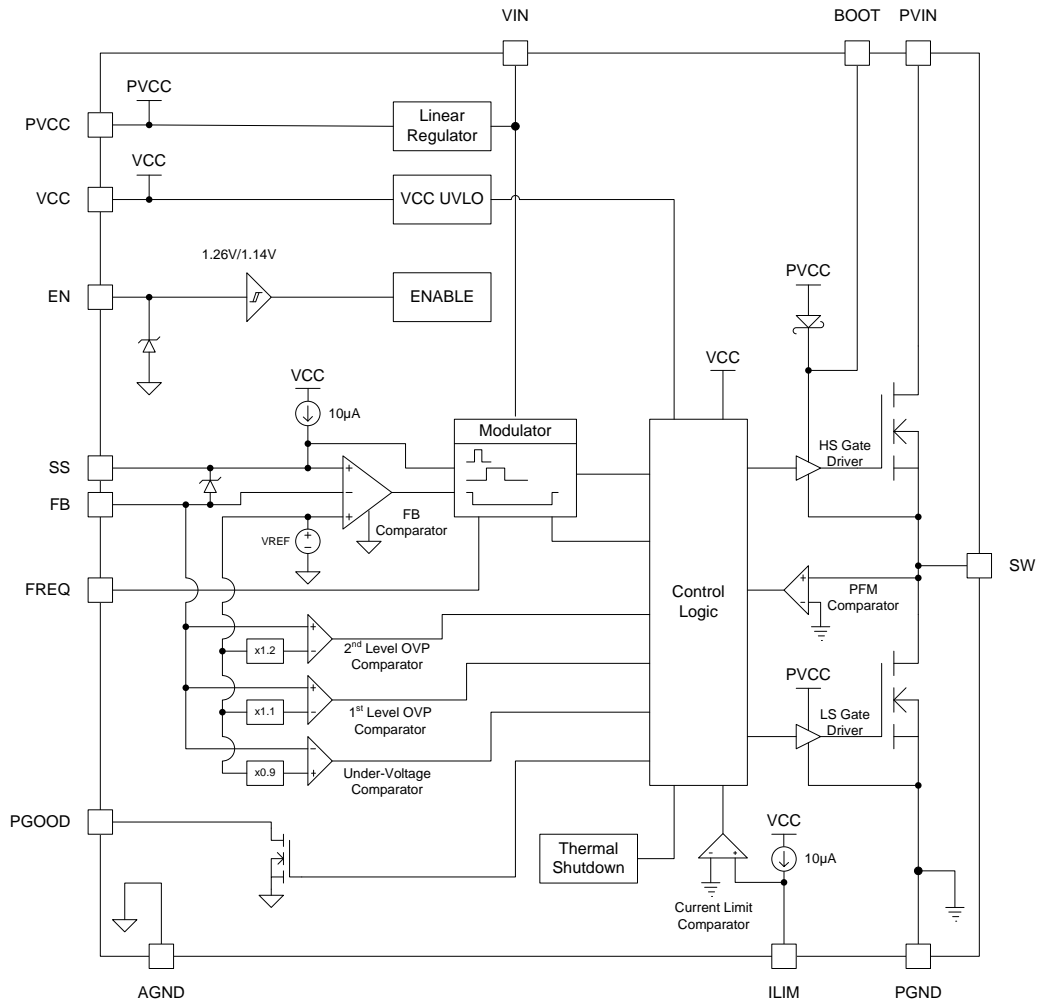 VIN
BOOT
PVIN
PVCC
PVCC
Linear
Regulator
VCC
VCC
VCC UVLO
1.26V/1.14V
EN
ENABLE
PVCC
VCC
VCC
10µA
Modulator
SS
FB
+
−
+
FB
Comparator
VREF
+
−
HS Gate
Driver
SW
FREQ
Control
Logic
+
-
PFM
Comparator
x1.2
+
−
2nd Level OVP
Comparator
x1.1
+
−
1st Level OVP
Comparator
x0.9
−
+
Under-Voltage
Comparator
PVCC
LS Gate
Driver
PGOOD
Thermal
Shutdown
VCC
10µA
-
+
Current Limit
Comparator
AGND
ILIM
PGND